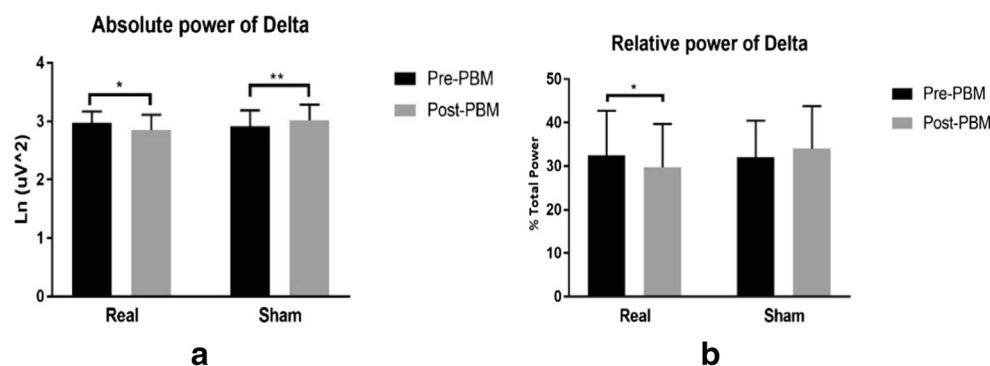 Absolute power of Delta
4
3
2
1
0
Ln (uV^2)
*
**
Real
Sham
Pre-PBM
Post-PBM
a
Relative power of Delta
50
40
30
20
10
0
% Total Power
*
Real
Sham
Pre-PBM
Post-PBM
b